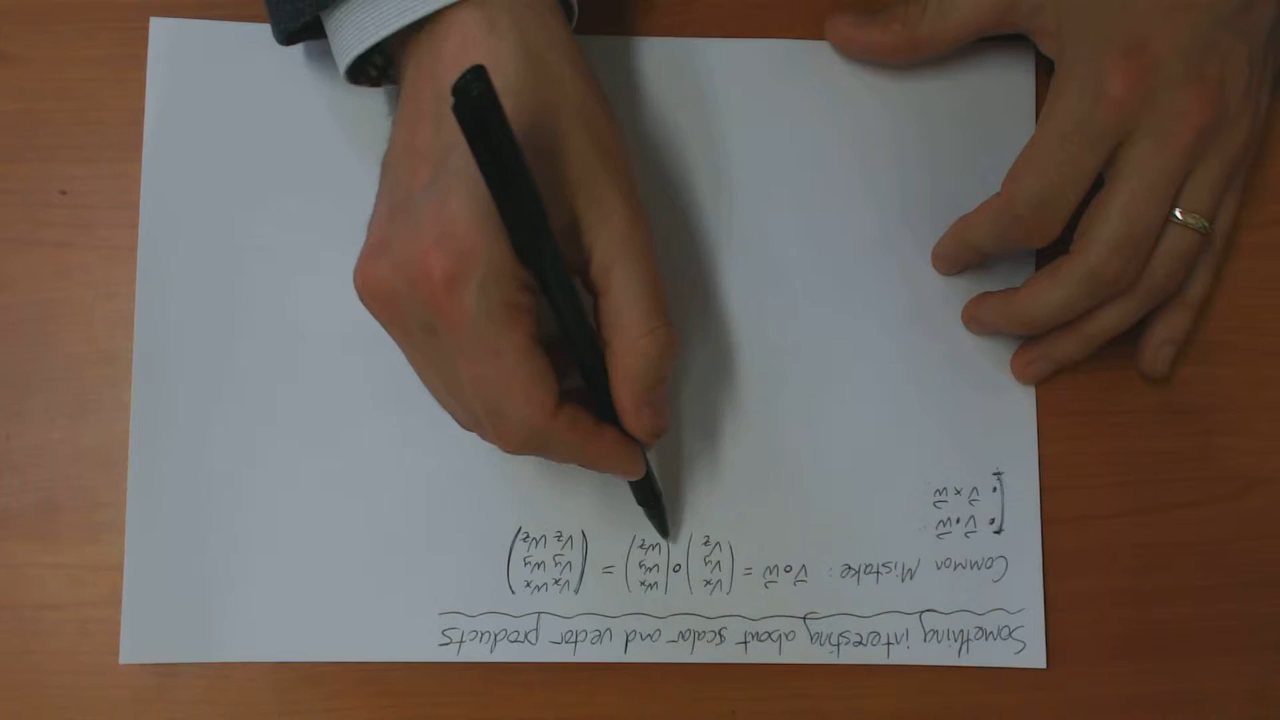 Something interesting about scalar and vector products
Common Mistake: v⃗∘w⃗ = (vx vy vz) ∘ (wx wy wz) = (vx wx vy wy vz wz)
• v⃗∘w⃗
• v⃗×w⃗